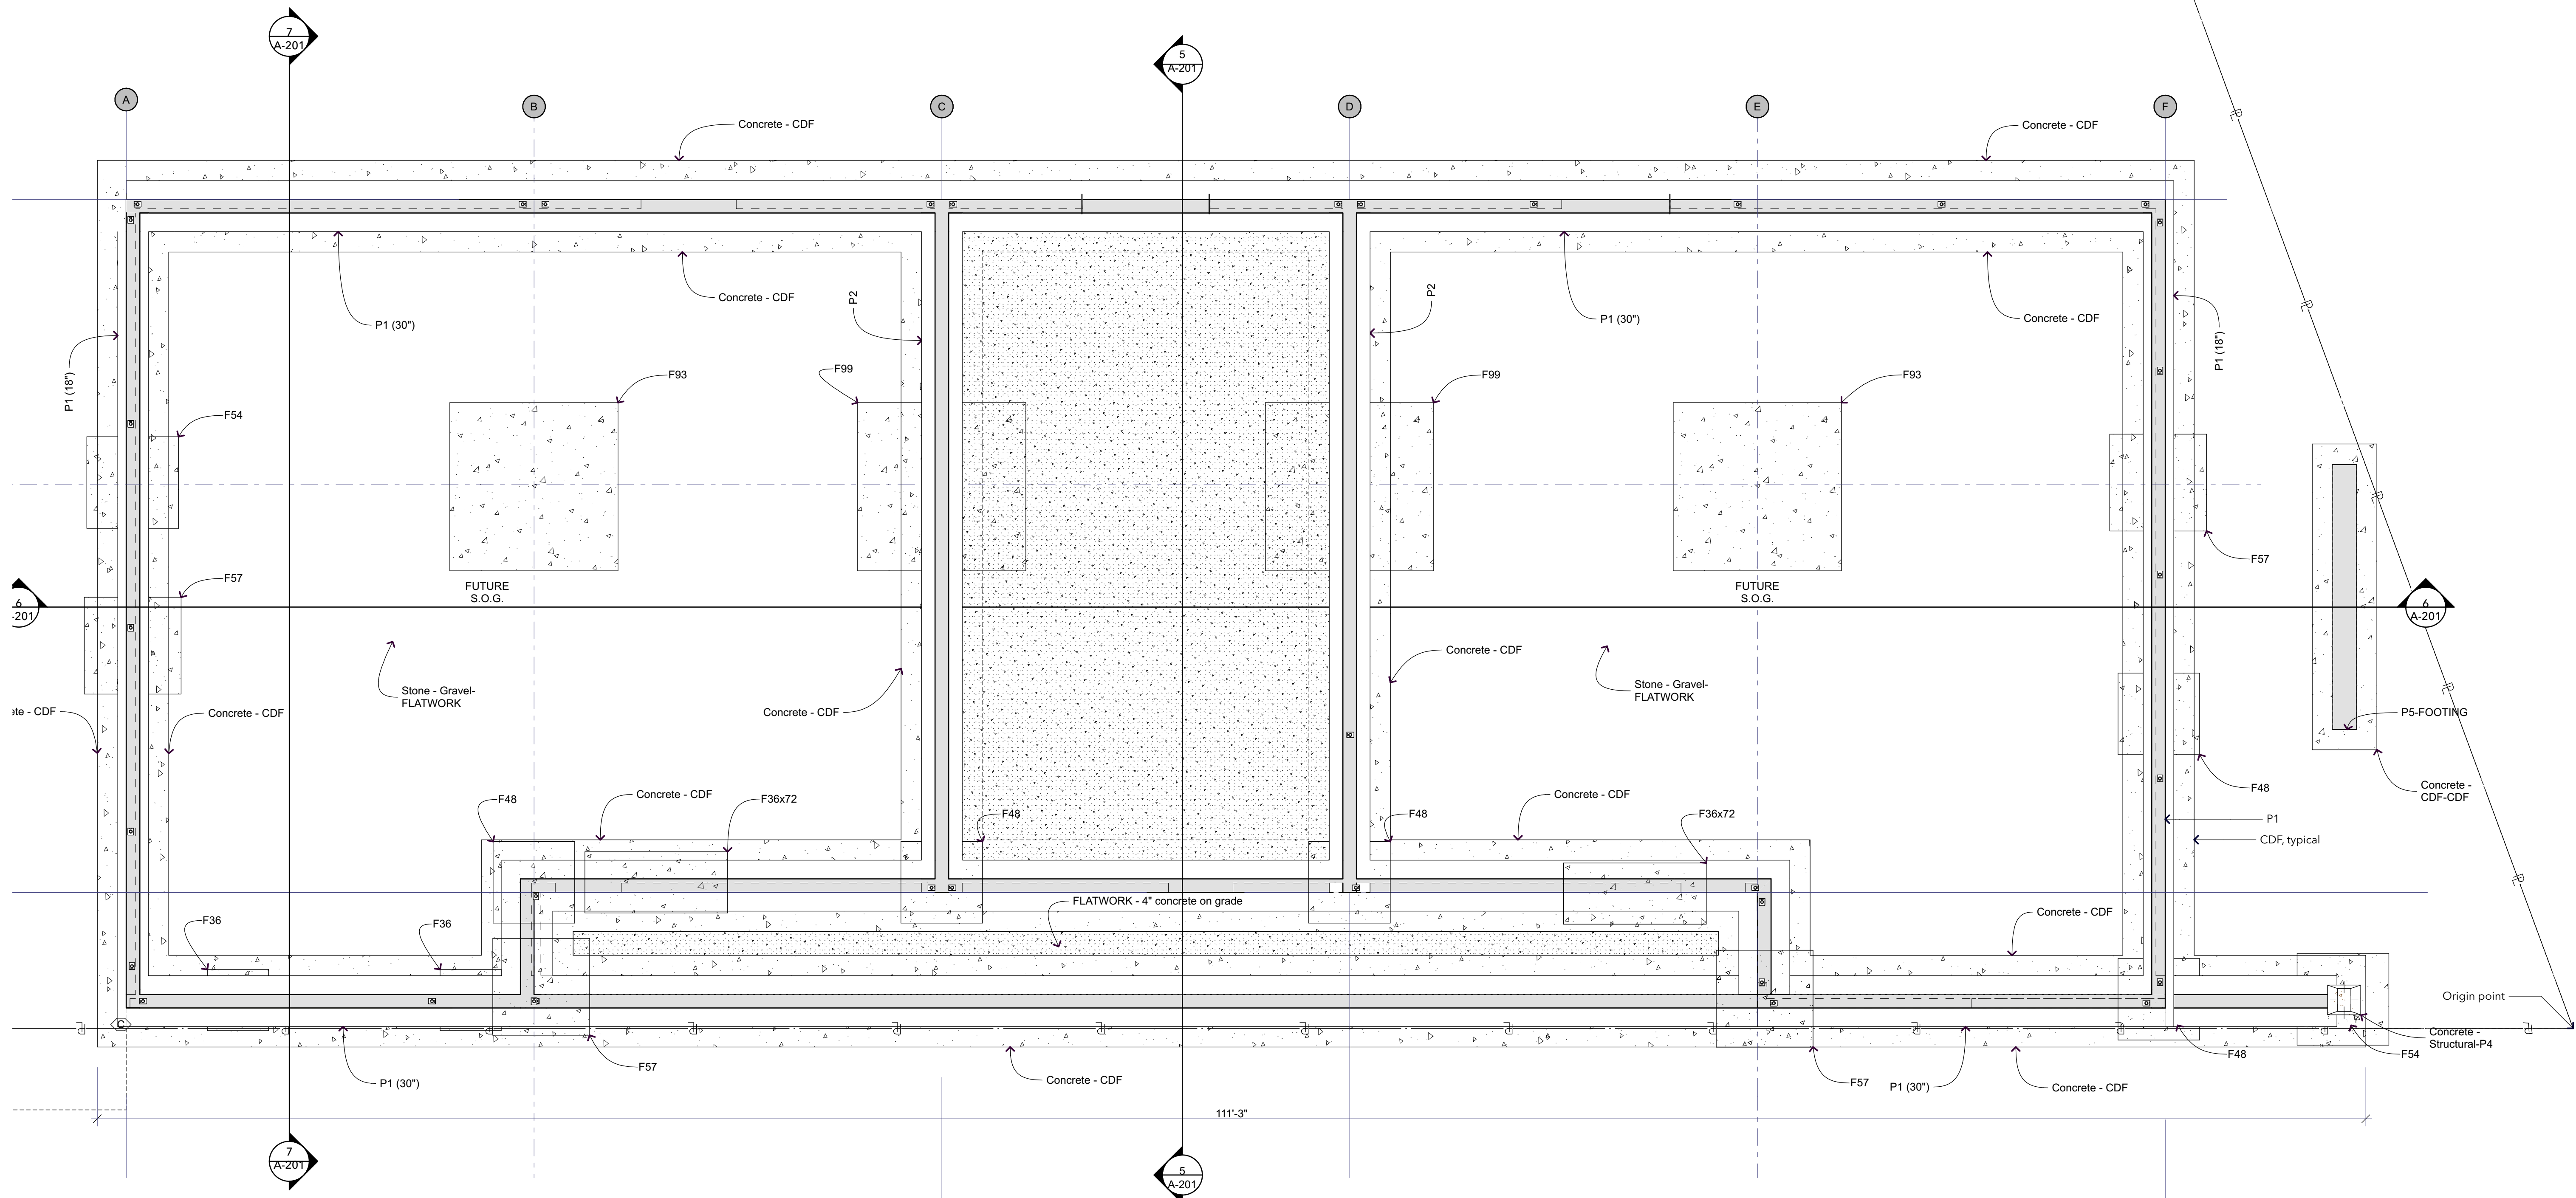 7
A-201
5
A-201
A
B
C
D
E
F
Concrete - CDF
Concrete - CDF
Concrete - CDF
P2
P2
P1 (30")
P1 (30")
Concrete - CDF
P1 (18")
P1 (18")
F93
F99
F99
F93
F54
F57
F57
FUTURE
S.O.G.
FUTURE
S.O.G.
6
-201
6
A-201
Concrete - CDF
Stone - Gravel-
FLATWORK
Stone - Gravel-
FLATWORK
ete - CDF
Concrete - CDF
Concrete - CDF
P5-FOOTING
F48
Concrete -
CDF-CDF
F48
Concrete - CDF
F36x72
F48
F48
Concrete - CDF
F36x72
P1
CDF, typical
FLATWORK - 4" concrete on grade
F36
F36
Concrete - CDF
Origin point
C
Concrete -
Structural-P4
F48
F54
F57
P1 (30")
Concrete - CDF
F57
P1 (30")
Concrete - CDF
111'-3"
7
A-201
5
A-201